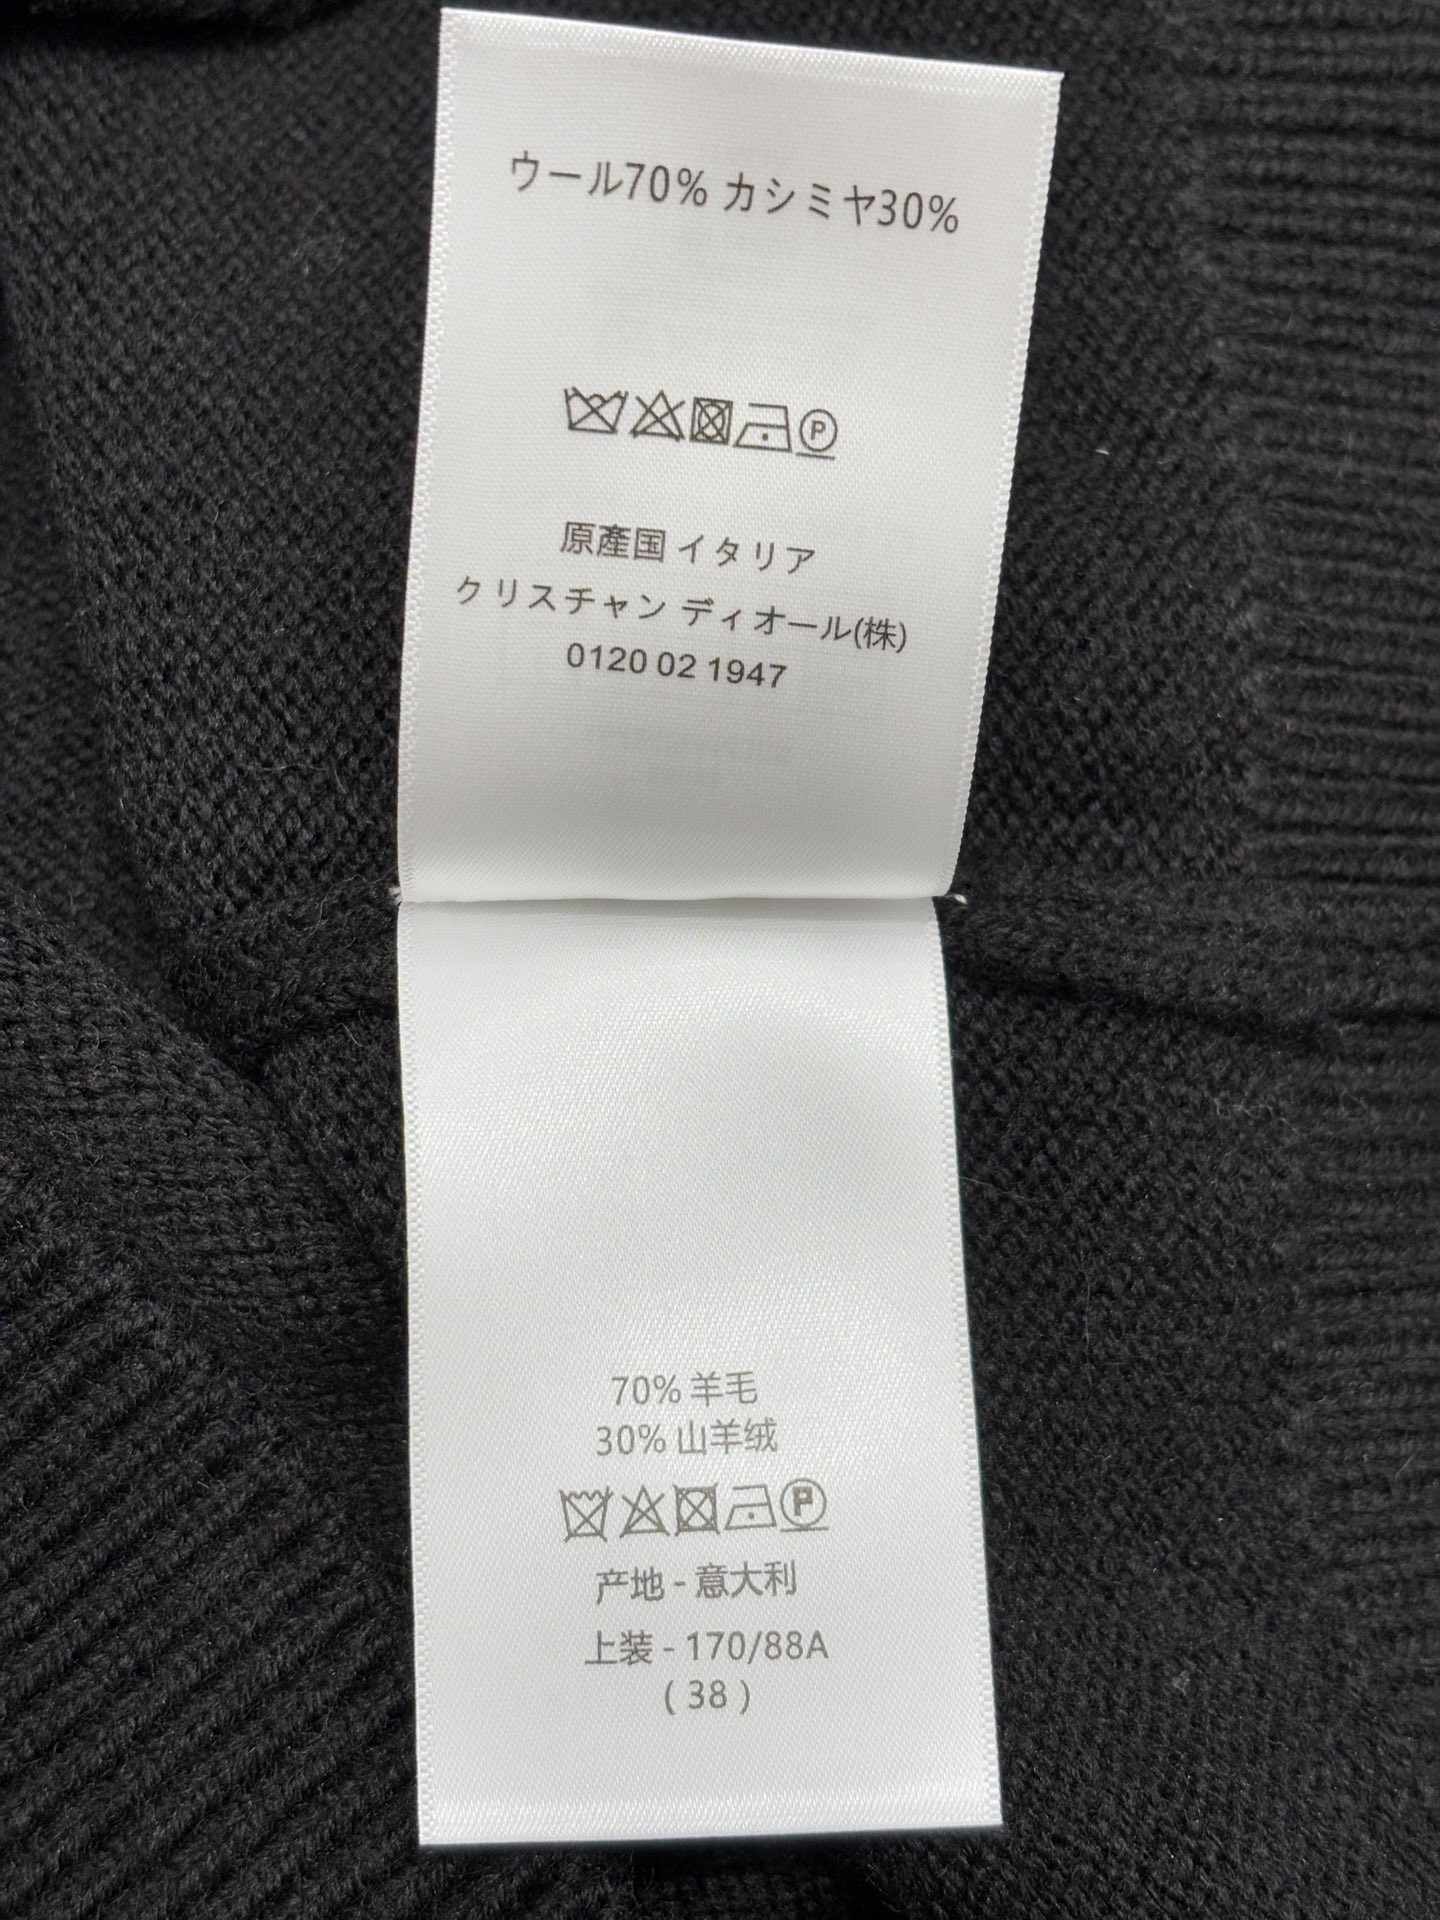 ウール70% カシミヤ30%
P
原産国 イタリア
クリスチャン ディオール(株)
0120 02 1947
70% 羊毛
30% 山羊绒
P
产地 - 意大利
上装 - 170/88A
( 38 )